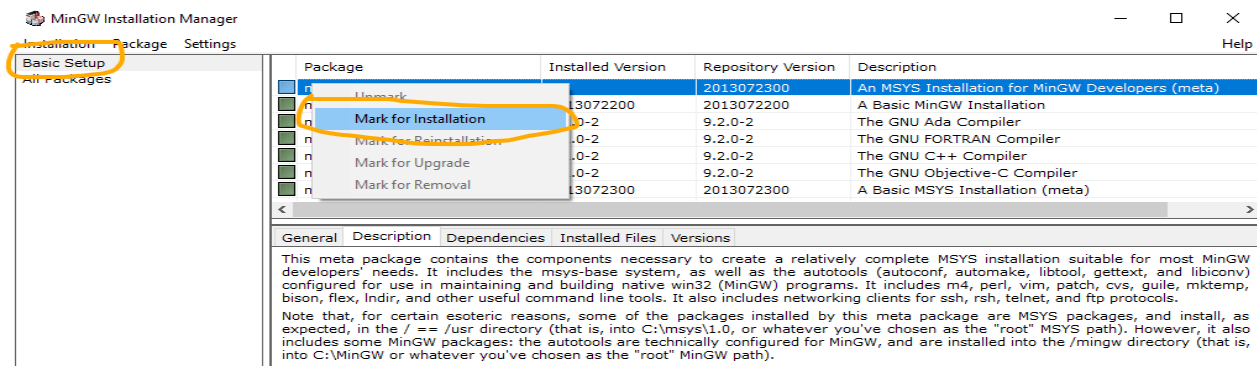 MinGW Installation Manager
Installation Package Settings Help
Basic Setup
All Packages
Package Installed Version Repository Version Description
2013072300 An MSYS Installation for MinGW Developers (meta)
Unmark
13072200 2013072200 A Basic MinGW Installation
Mark for Installation
.0-2 9.2.0-2 The GNU Ada Compiler
Mark for Reinstallation
.0-2 9.2.0-2 The GNU FORTRAN Compiler
.0-2 9.2.0-2 The GNU C++ Compiler
Mark for Upgrade
.0-2 9.2.0-2 The GNU Objective-C Compiler
Mark for Removal
13072300 2013072300 A Basic MSYS Installation (meta)
General Description Dependencies Installed Files Versions
This meta package contains the components necessary to create a relatively complete MSYS installation suitable for most MinGW
developers' needs. It includes the msys-base system, as well as the autotools (autoconf, automake, libtool, gettext, and libiconv)
configured for use in maintaining and building native win32 (MinGW) programs. It includes m4, perl, vim, patch, cvs, guile, mktemp,
bison, flex, lndir, and other useful command line tools. It also includes networking clients for ssh, rsh, telnet, and ftp protocols.
Note that, for certain esoteric reasons, some of the packages installed by this meta package are MSYS packages, and install, as
expected, in the / == /usr directory (that is, into C:\msys\1.0, or whatever you've chosen as the "root" MSYS path). However, it also
includes some MinGW packages: the autotools are technically configured for MinGW, and are installed into the /mingw directory (that is,
into C:\MinGW or whatever you've chosen as the "root" MinGW path).